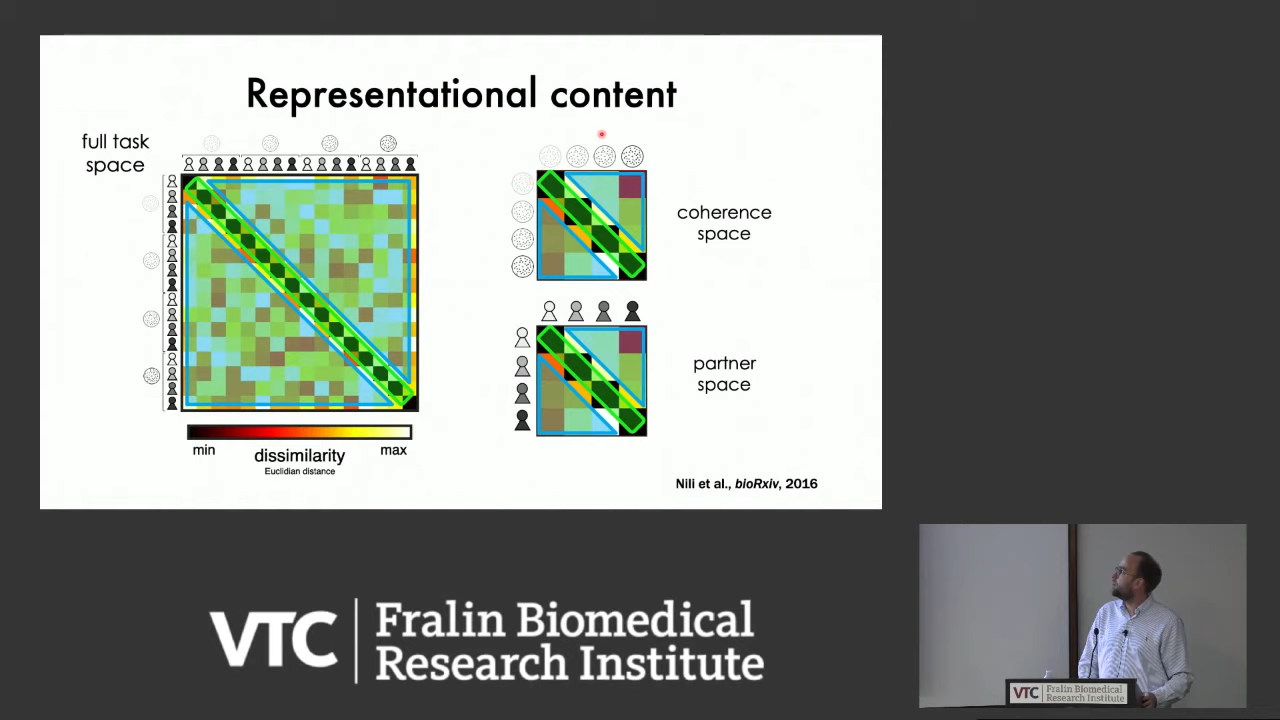 Representational content
full task
space
coherence
space
partner
space
min
max
dissimilarity
Euclidian distance
Nili et al., bioRxiv, 2016
VTC
Fralin Biomedical
Research Institute
VTC
Fralin Biomedical
Research Institute